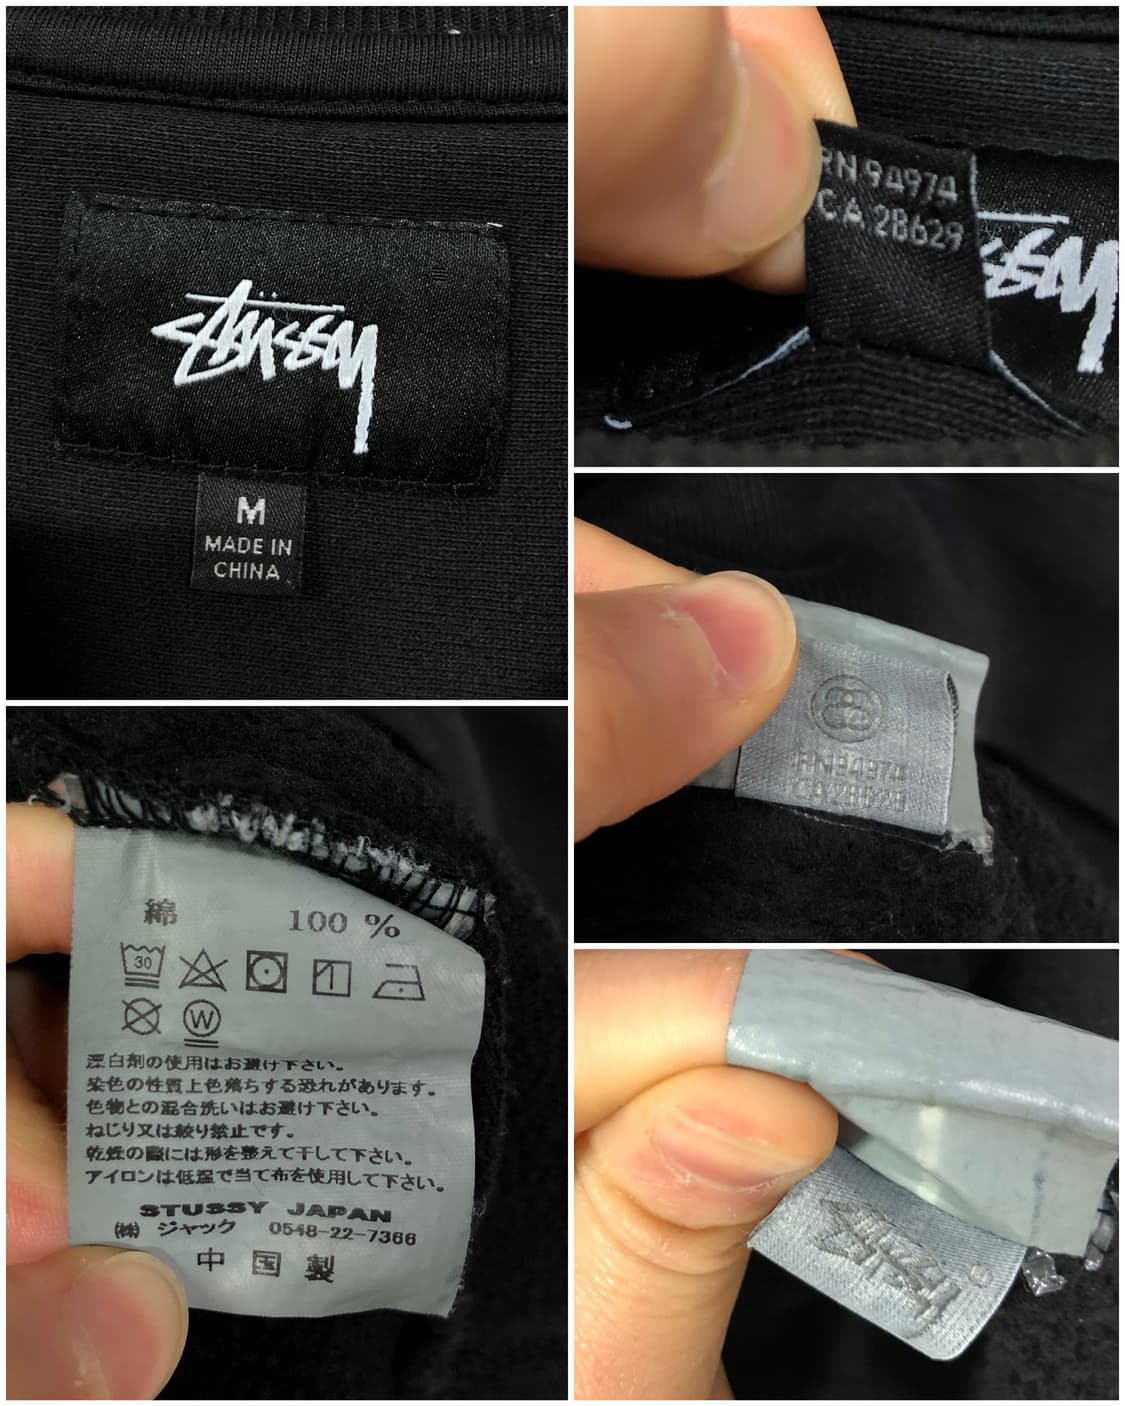 STÜSSY
M
MADE IN
CHINA
RN 94974
CA 28629
STÜSSY
RN94974
CA28629
綿 100 %
30
W
漂白剤の使用はお避け下さい。
染色の性質上色落ちする恐れがあります。
色物との混合洗いはお避け下さい。
ねじり又は絞り禁止です。
乾燥の際には形を整えて干して下さい。
アイロンは低温で当て布を使用して下さい。
STUSSY JAPAN
㈱ ジャック 0548-22-7366
中国製
Stüssy
®